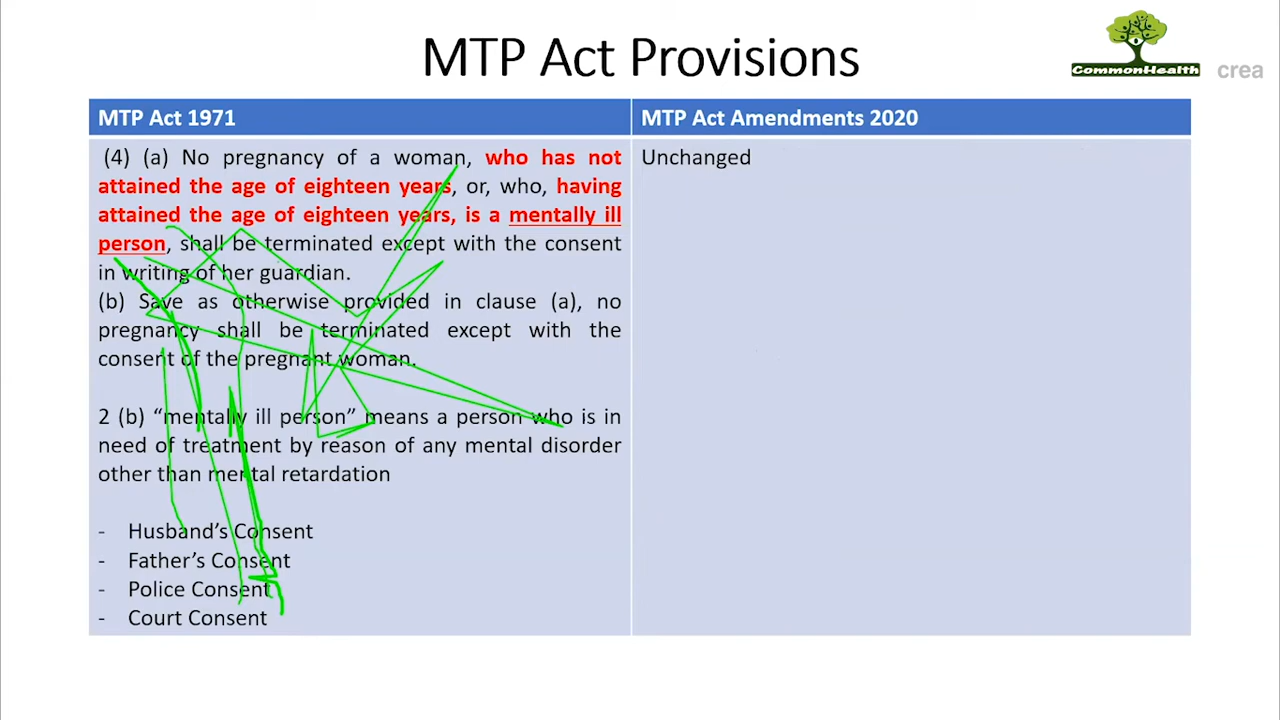 MTP Act Provisions
CommonHealth
crea
MTP Act 1971
MTP Act Amendments 2020
(4) (a) No pregnancy of a woman, who has not
attained the age of eighteen years, or, who, having
attained the age of eighteen years, is a mentally ill
person, shall be terminated except with the consent
in writing of her guardian.
(b) Save as otherwise provided in clause (a), no
pregnancy shall be terminated except with the
consent of the pregnant woman.
2 (b) “mentally ill person” means a person who is in
need of treatment by reason of any mental disorder
other than mental retardation
- Husband’s Consent
- Father’s Consent
- Police Consent
- Court Consent
Unchanged